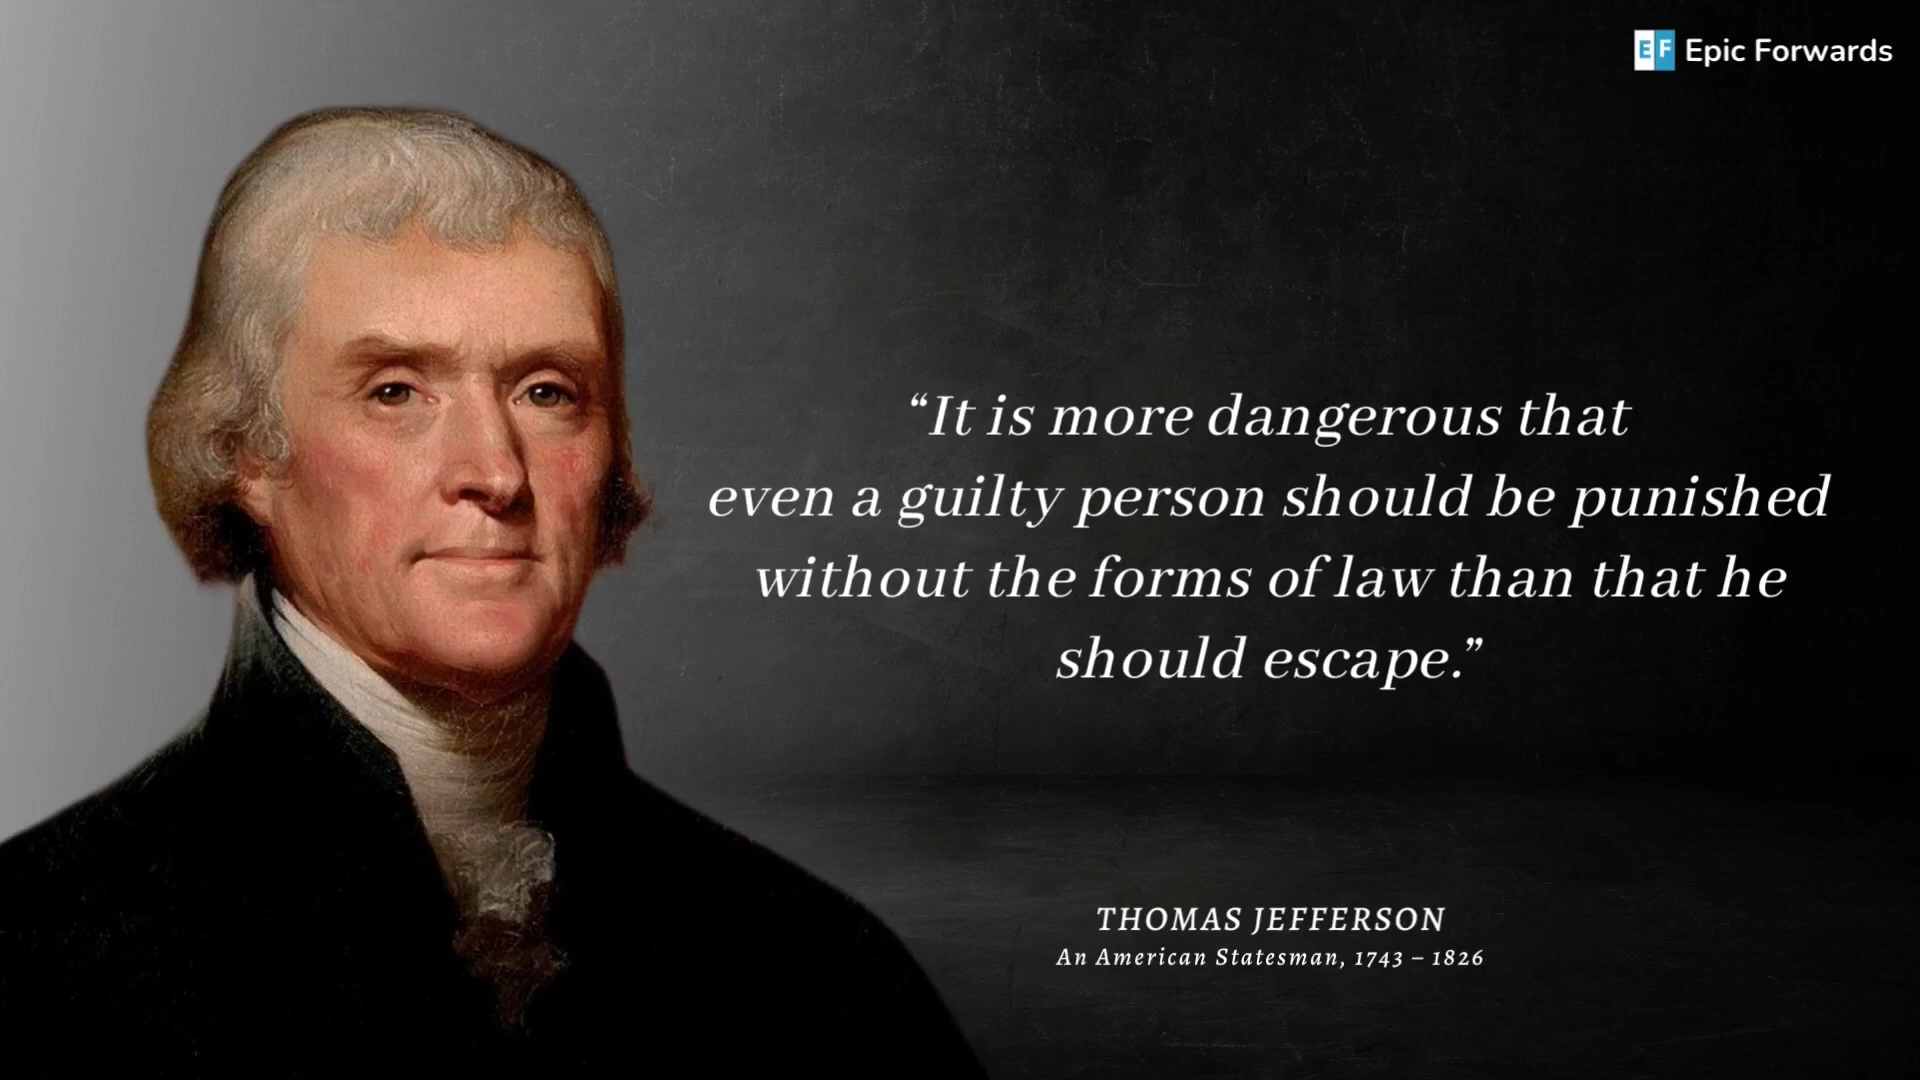 EF Epic Forwards
“It is more dangerous that
even a guilty person should be punished
without the forms of law than that he
should escape.”
THOMAS JEFFERSON
An American Statesman, 1743 – 1826